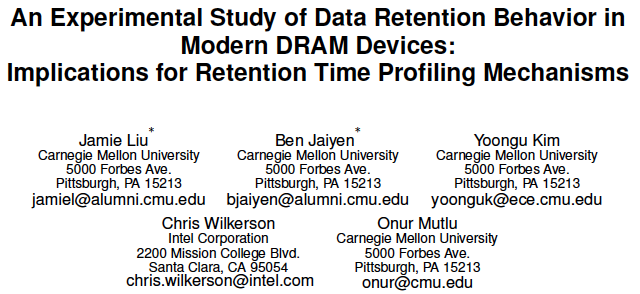 An Experimental Study of Data Retention Behavior in
Modern DRAM Devices:
Implications for Retention Time Profiling Mechanisms
Jamie Liu*
Carnegie Mellon University
5000 Forbes Ave.
Pittsburgh, PA 15213
jamiel@alumni.cmu.edu
Ben Jaiyen*
Carnegie Mellon University
5000 Forbes Ave.
Pittsburgh, PA 15213
bjaiyen@alumni.cmu.edu
Yoongu Kim
Carnegie Mellon University
5000 Forbes Ave.
Pittsburgh, PA 15213
yoonguk@ece.cmu.edu
Chris Wilkerson
Intel Corporation
2200 Mission College Blvd.
Santa Clara, CA 95054
chris.wilkerson@intel.com
Onur Mutlu
Carnegie Mellon University
5000 Forbes Ave.
Pittsburgh, PA 15213
onur@cmu.edu